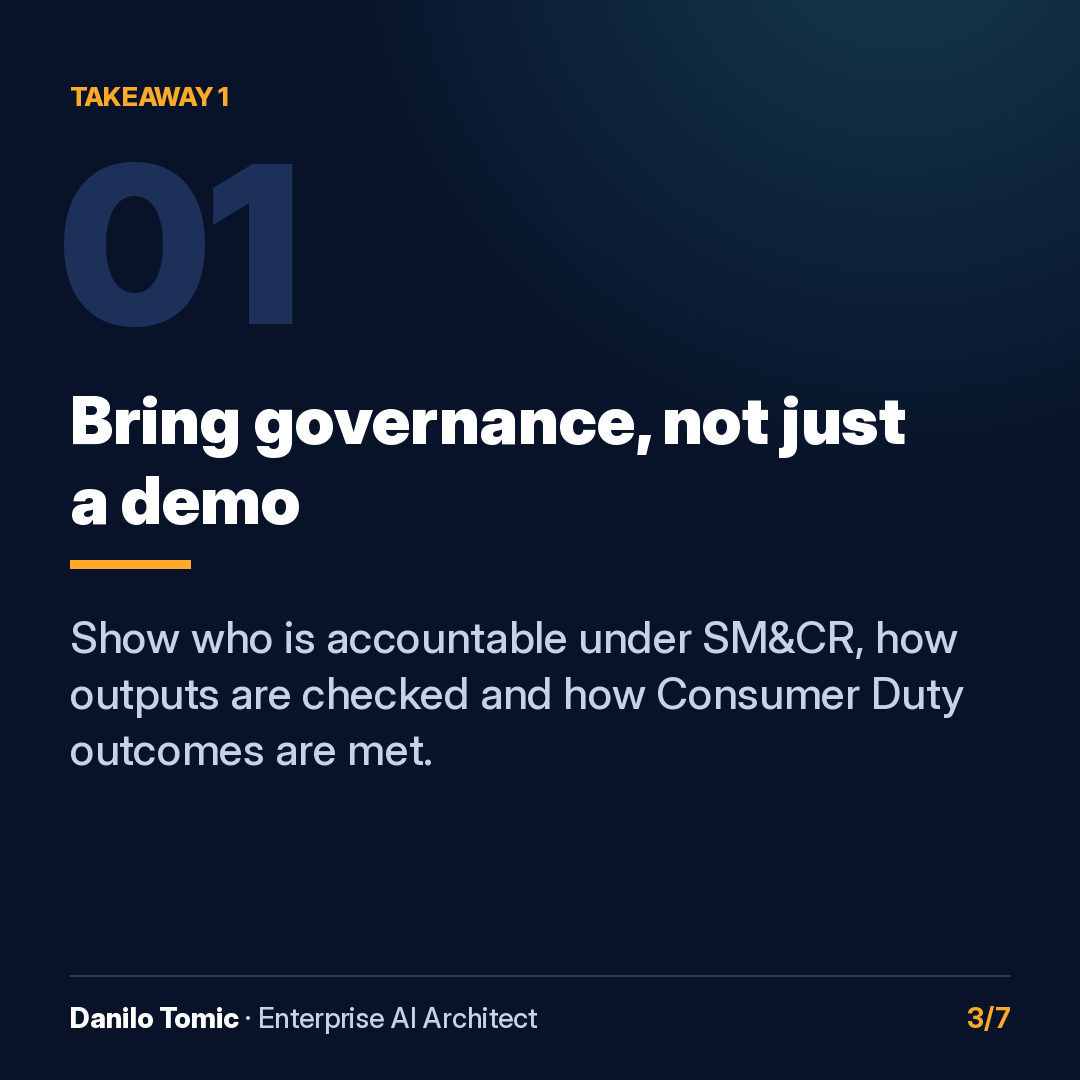 TAKEAWAY 1
01
Bring governance, not just
a demo
Show who is accountable under SM&CR, how
outputs are checked and how Consumer Duty
outcomes are met.
Danilo Tomic · Enterprise AI Architect
3/7